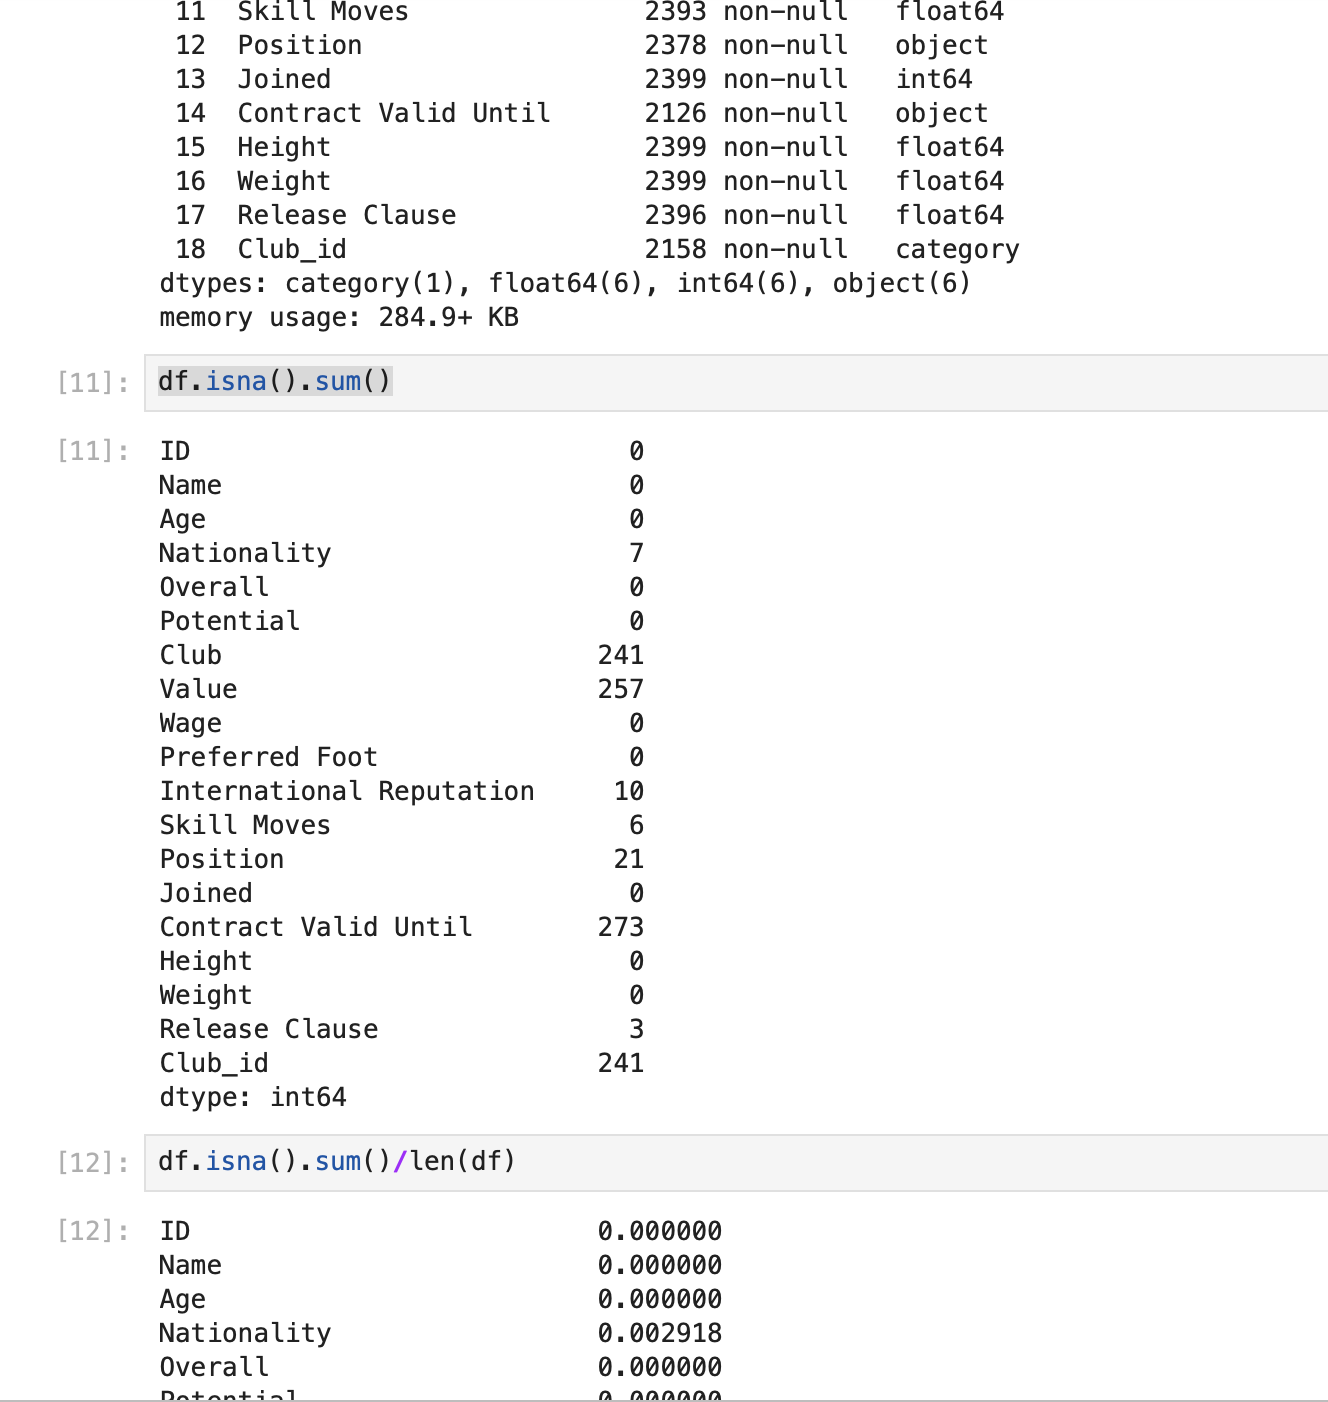 11  Skill Moves                2393 non-null   float64
12  Position                   2378 non-null   object
13  Joined                     2399 non-null   int64
14  Contract Valid Until       2126 non-null   object
15  Height                     2399 non-null   float64
16  Weight                     2399 non-null   float64
17  Release Clause             2396 non-null   float64
18  Club_id                    2158 non-null   category
dtypes: category(1), float64(6), int64(6), object(6)
memory usage: 284.9+ KB
[11]: df.isna().sum()
[11]: ID                            0
Name                          0
Age                           0
Nationality                   7
Overall                       0
Potential                     0
Club                        241
Value                       257
Wage                          0
Preferred Foot                0
International Reputation     10
Skill Moves                   6
Position                     21
Joined                        0
Contract Valid Until        273
Height                        0
Weight                        0
Release Clause                3
Club_id                     241
dtype: int64
[12]: df.isna().sum()/len(df)
[12]: ID                          0.000000
Name                        0.000000
Age                         0.000000
Nationality                 0.002918
Overall                     0.000000
Potential                   0.000000